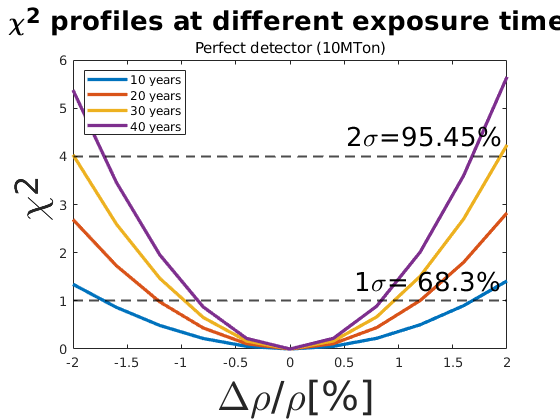 χ² profiles at different exposure time
Perfect detector (10MTon)
6
5
4
3
2
1
0
χ2
10 years
20 years
30 years
40 years
2σ=95.45%
1σ= 68.3%
-2 -1.5 -1 -0.5 0 0.5 1 1.5 2
Δρ/ρ[%]